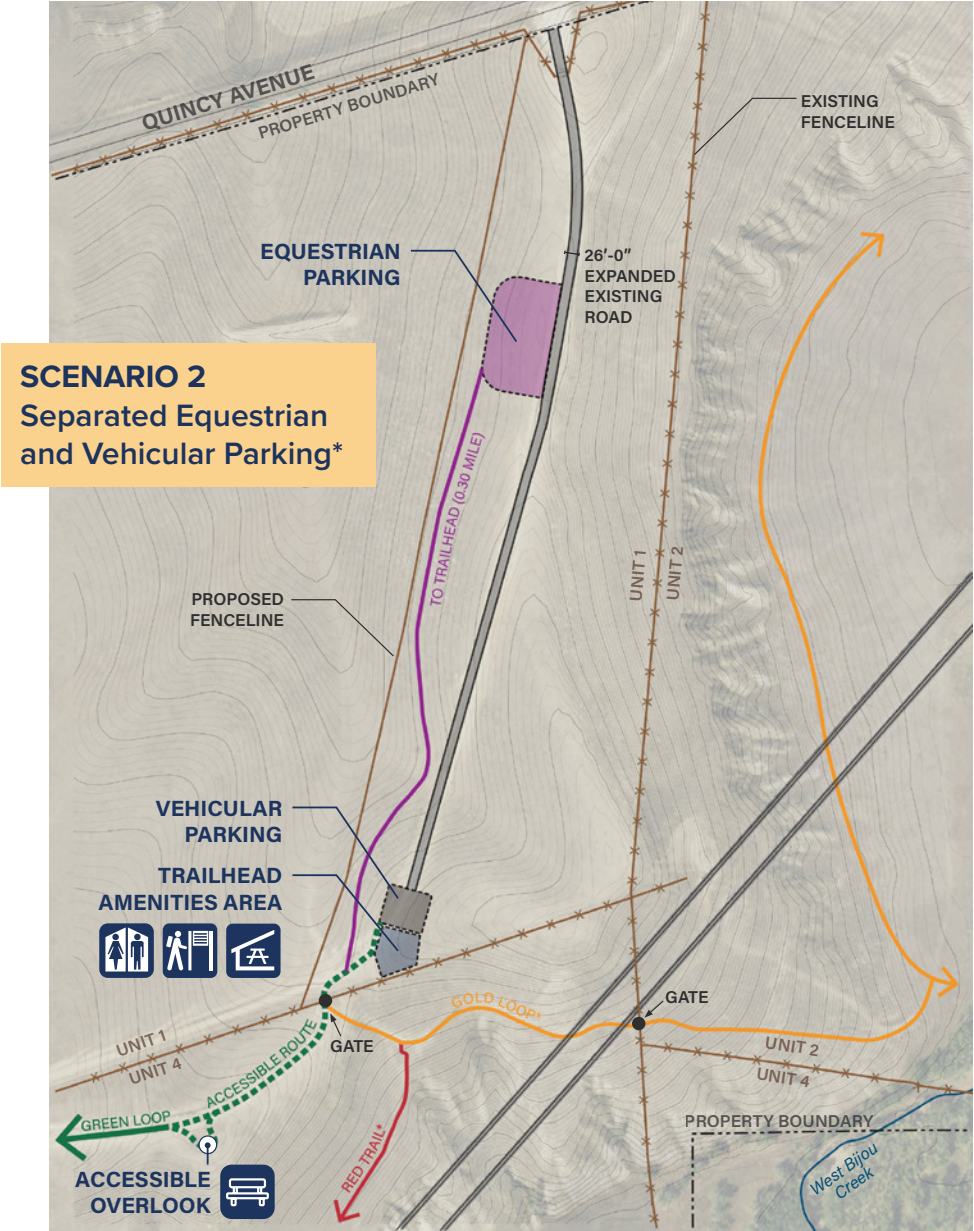 QUINCY AVENUE
PROPERTY BOUNDARY
EXISTING
FENCELINE
EQUESTRIAN
PARKING
26'-0"
EXPANDED
EXISTING
ROAD
SCENARIO 2
Separated Equestrian
and Vehicular Parking*
TO TRAILHEAD (0.30 MILE)
UNIT 1
UNIT 2
PROPOSED
FENCELINE
VEHICULAR
PARKING
TRAILHEAD
AMENITIES AREA
GOLD LOOP*
GATE
GATE
UNIT 1
UNIT 4
ACCESSIBLE ROUTE
UNIT 2
UNIT 4
GREEN LOOP
PROPERTY BOUNDARY
RED TRAIL*
ACCESSIBLE
OVERLOOK
West Bijou
Creek